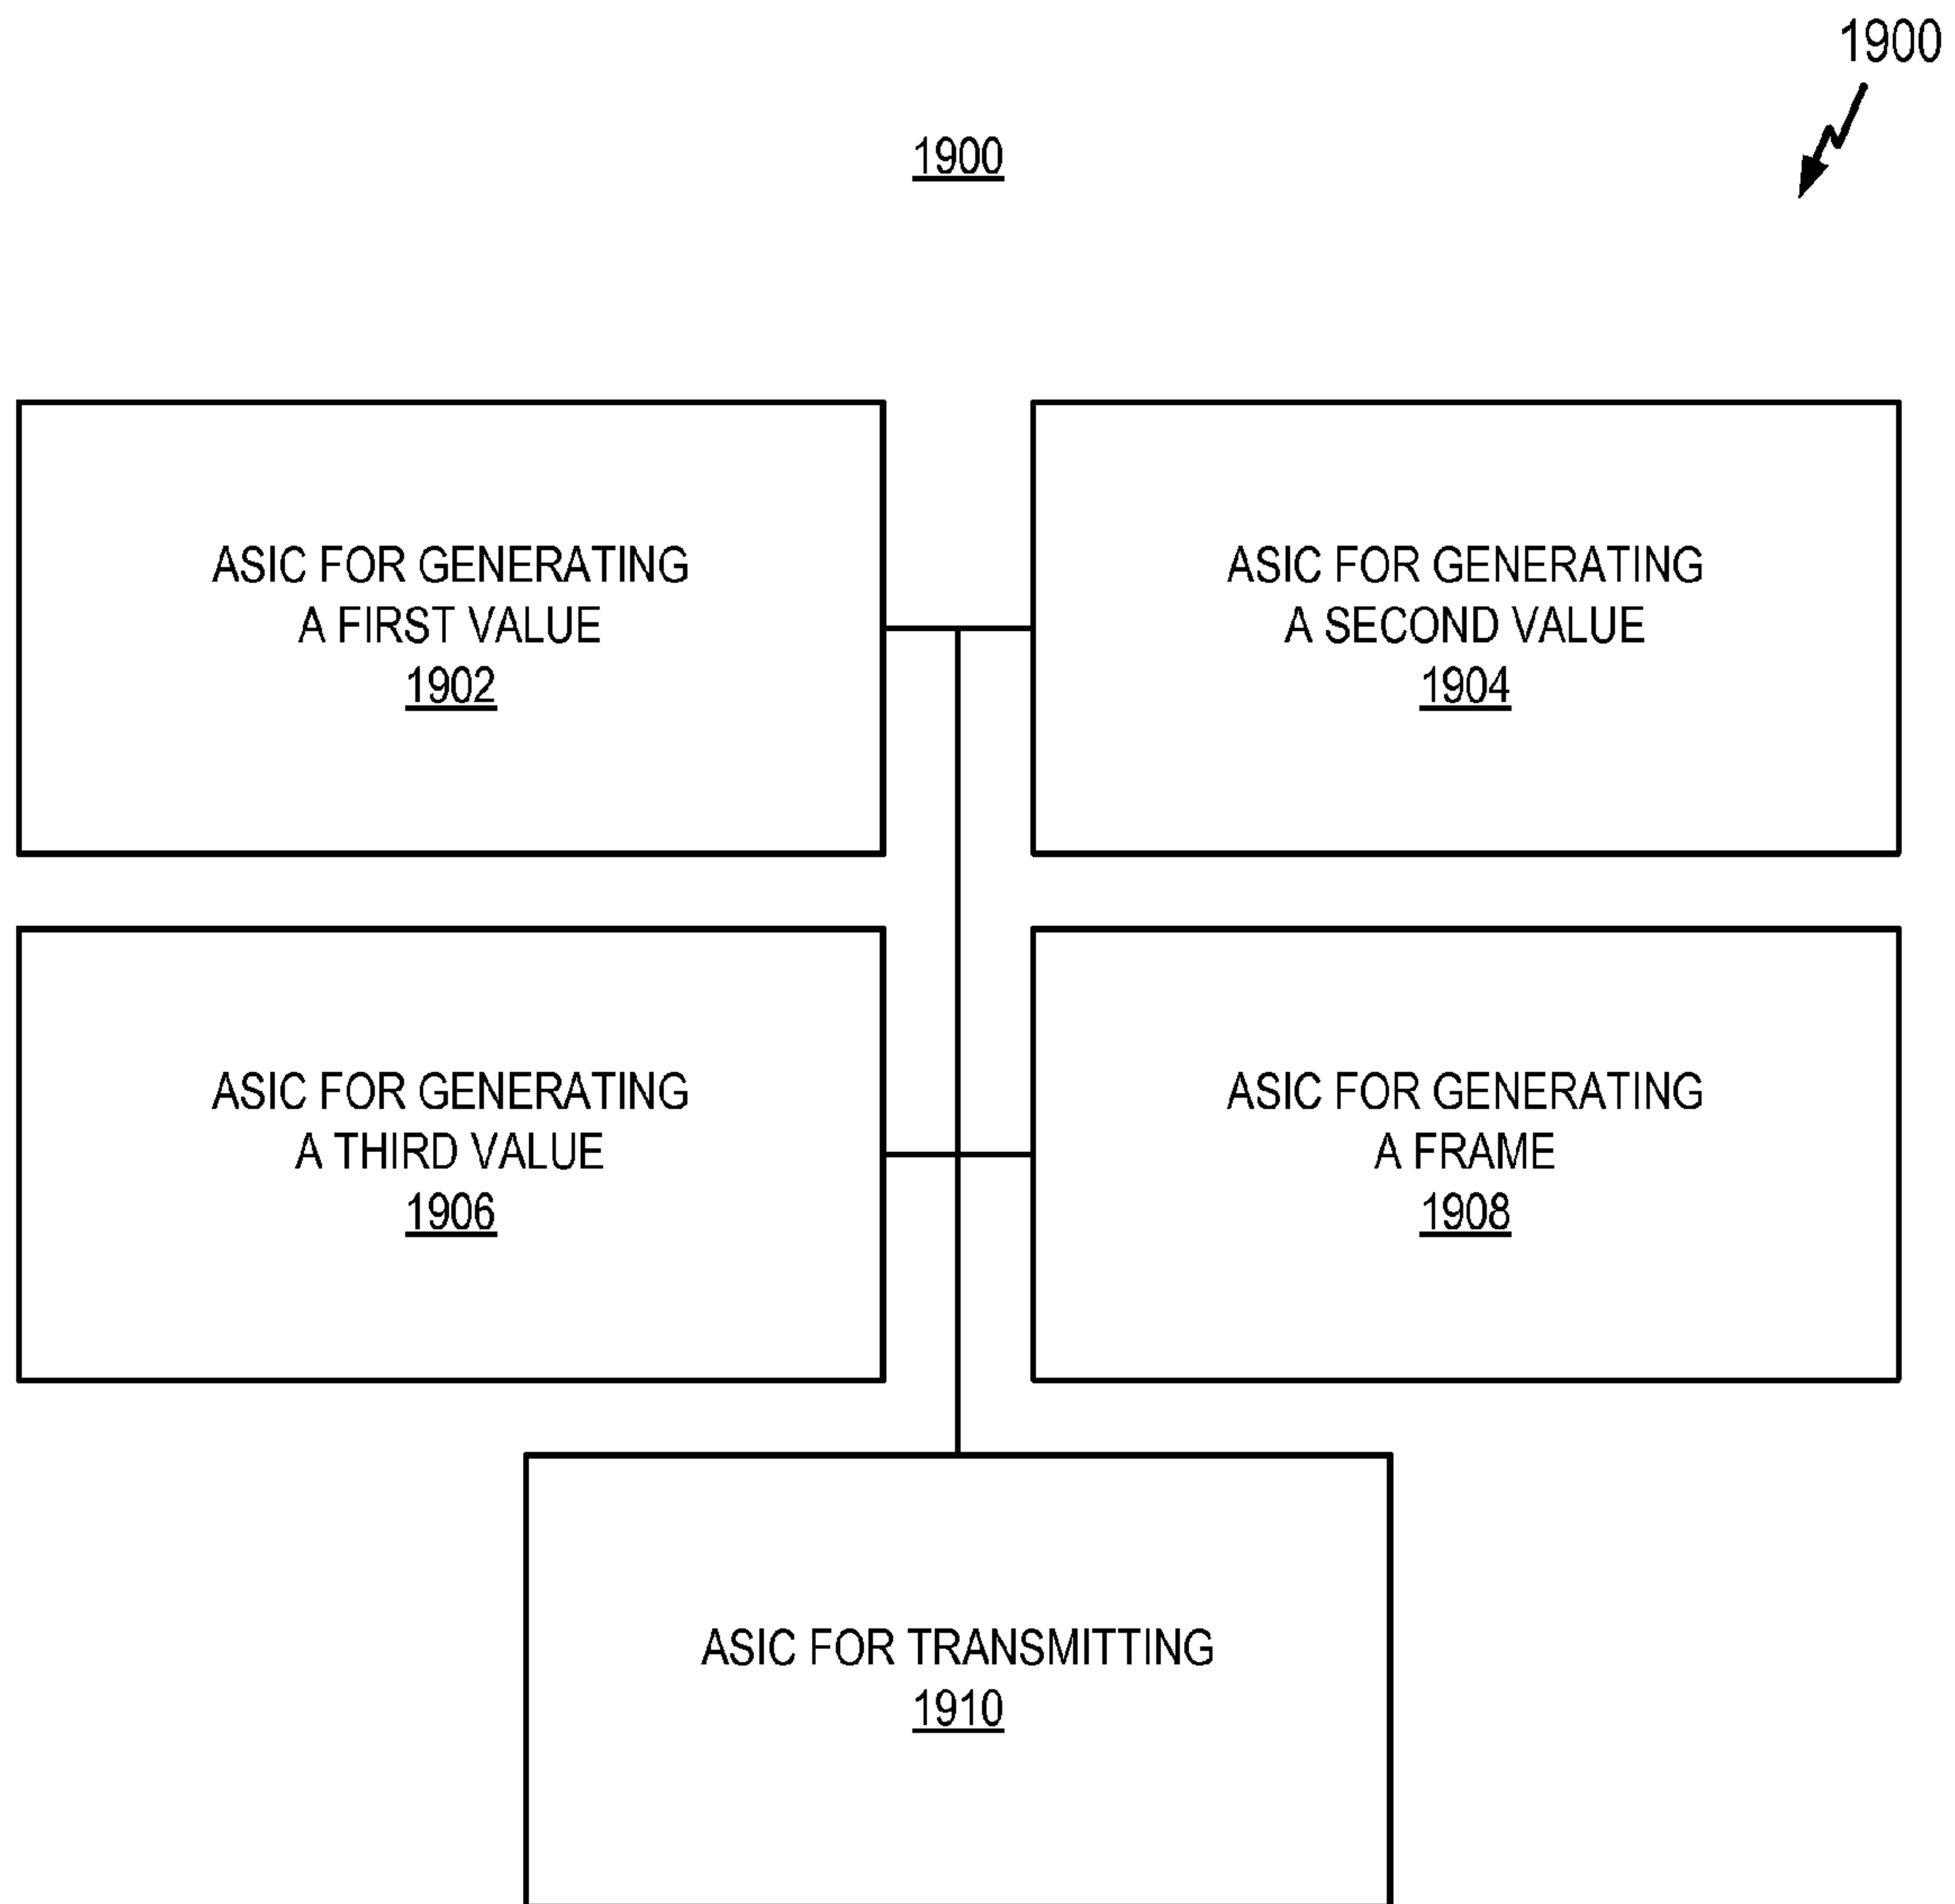 1900
1900
ASIC FOR GENERATING
A FIRST VALUE
1902
ASIC FOR GENERATING
A SECOND VALUE
1904
ASIC FOR GENERATING
A THIRD VALUE
1906
ASIC FOR GENERATING
A FRAME
1908
ASIC FOR TRANSMITTING
1910